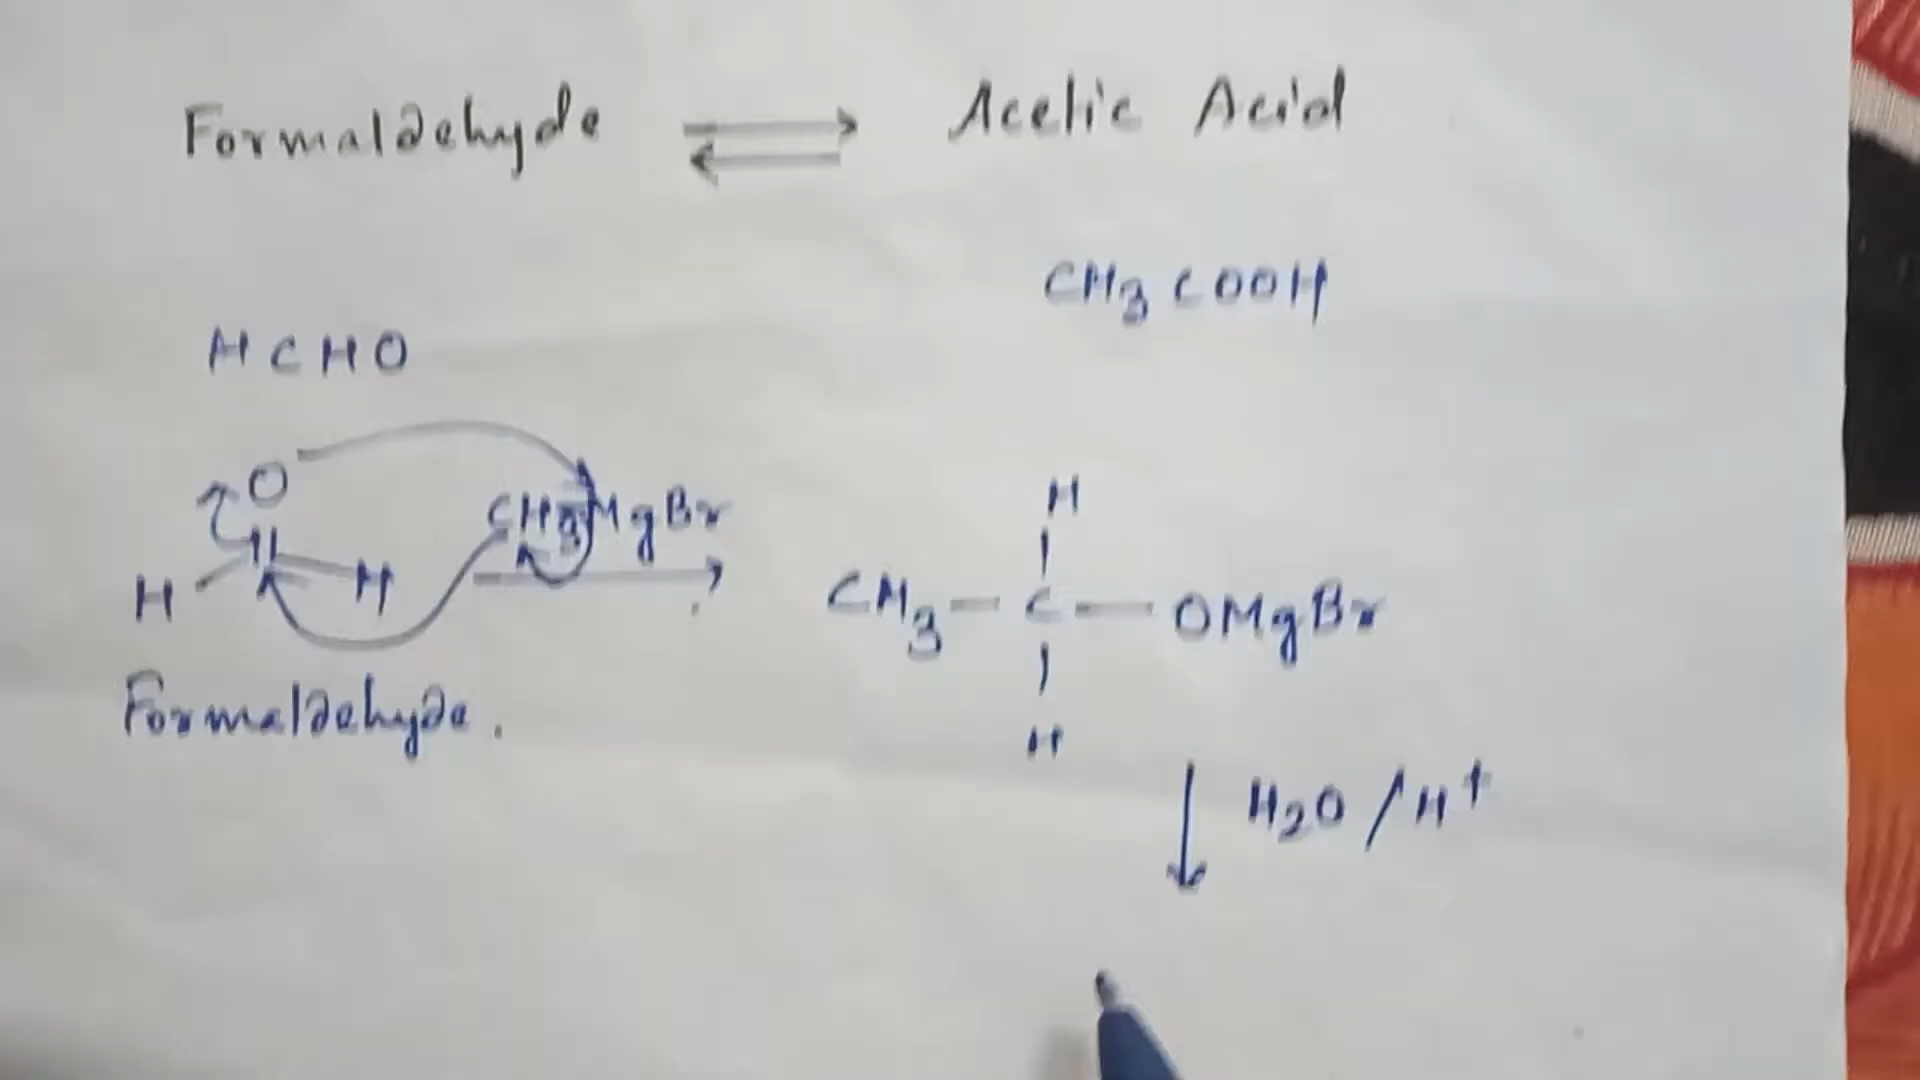 Formaldehyde ⇌ Acetic Acid
CH3COOH
HCHO
O
CH3MgBr
H
H H
CH3 — C — OMgBr
Formaldehyde.
H
H2O/H+